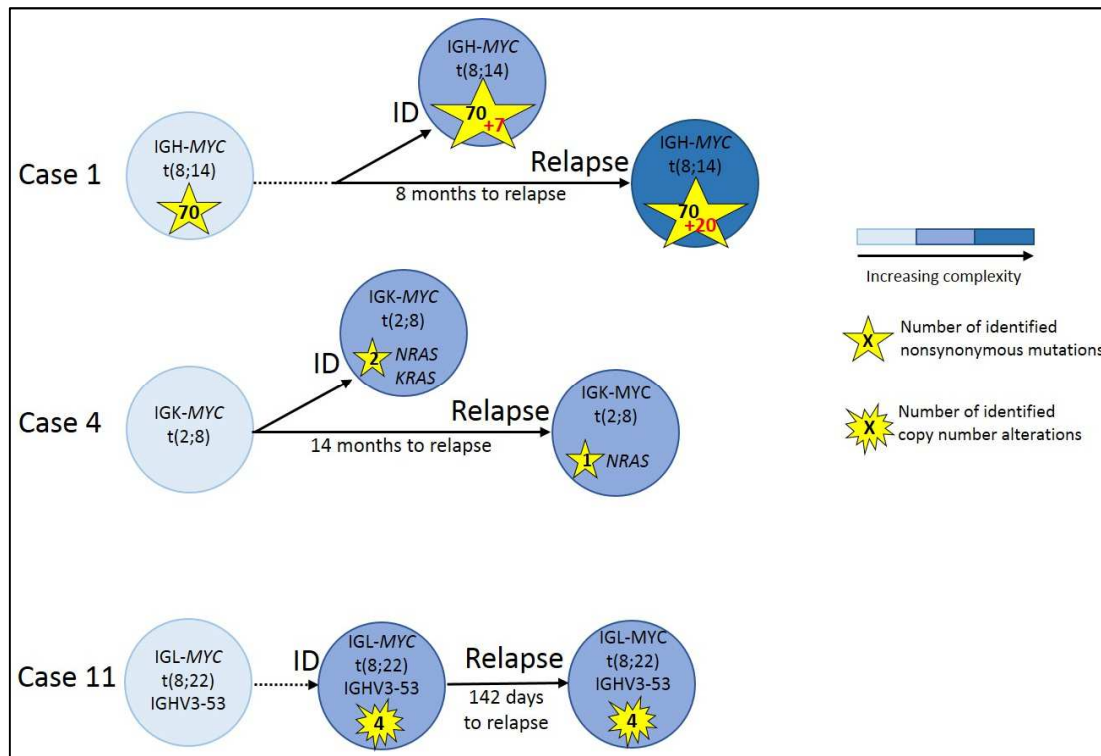 Case 1
IGH-MYC
t(8;14)
70
ID
IGH-MYC
t(8;14)
70
+7
Relapse
8 months to relapse
IGH-MYC
t(8;14)
70
+20
Case 4
IGK-MYC
t(2;8)
ID
IGK-MYC
t(2;8)
2 NRAS
KRAS
Relapse
14 months to relapse
IGK-MYC
t(2;8)
1 NRAS
Case 11
IGL-MYC
t(8;22)
IGHV3-53
ID
IGL-MYC
t(8;22)
IGHV3-53
4
Relapse
142 days
to relapse
IGL-MYC
t(8;22)
IGHV3-53
4
Increasing complexity
X Number of identified
nonsynonymous mutations
X Number of identified
copy number alterations